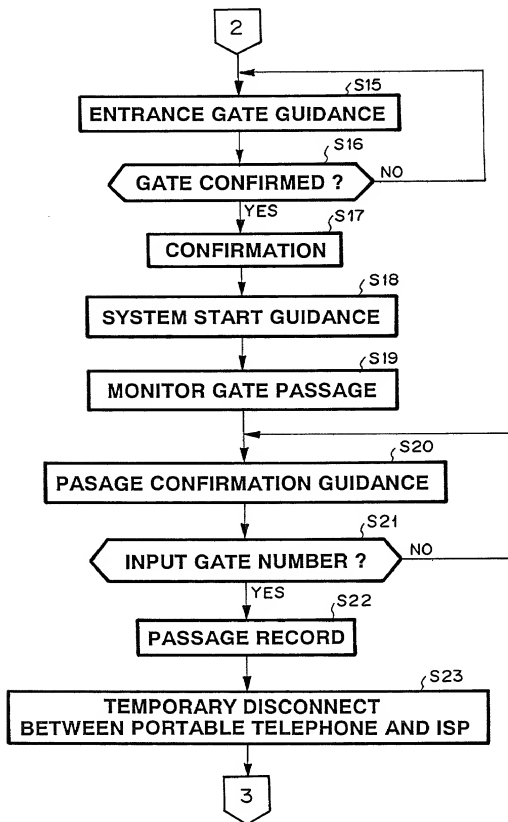 2
S15
ENTRANCE GATE GUIDANCE
S16
GATE CONFIRMED ?
NO
YES
S17
CONFIRMATION
S18
SYSTEM START GUIDANCE
S19
MONITOR GATE PASSAGE
S20
PASAGE CONFIRMATION GUIDANCE
S21
INPUT GATE NUMBER ?
NO
YES
S22
PASSAGE RECORD
S23
TEMPORARY DISCONNECT
BETWEEN PORTABLE TELEPHONE AND ISP
3